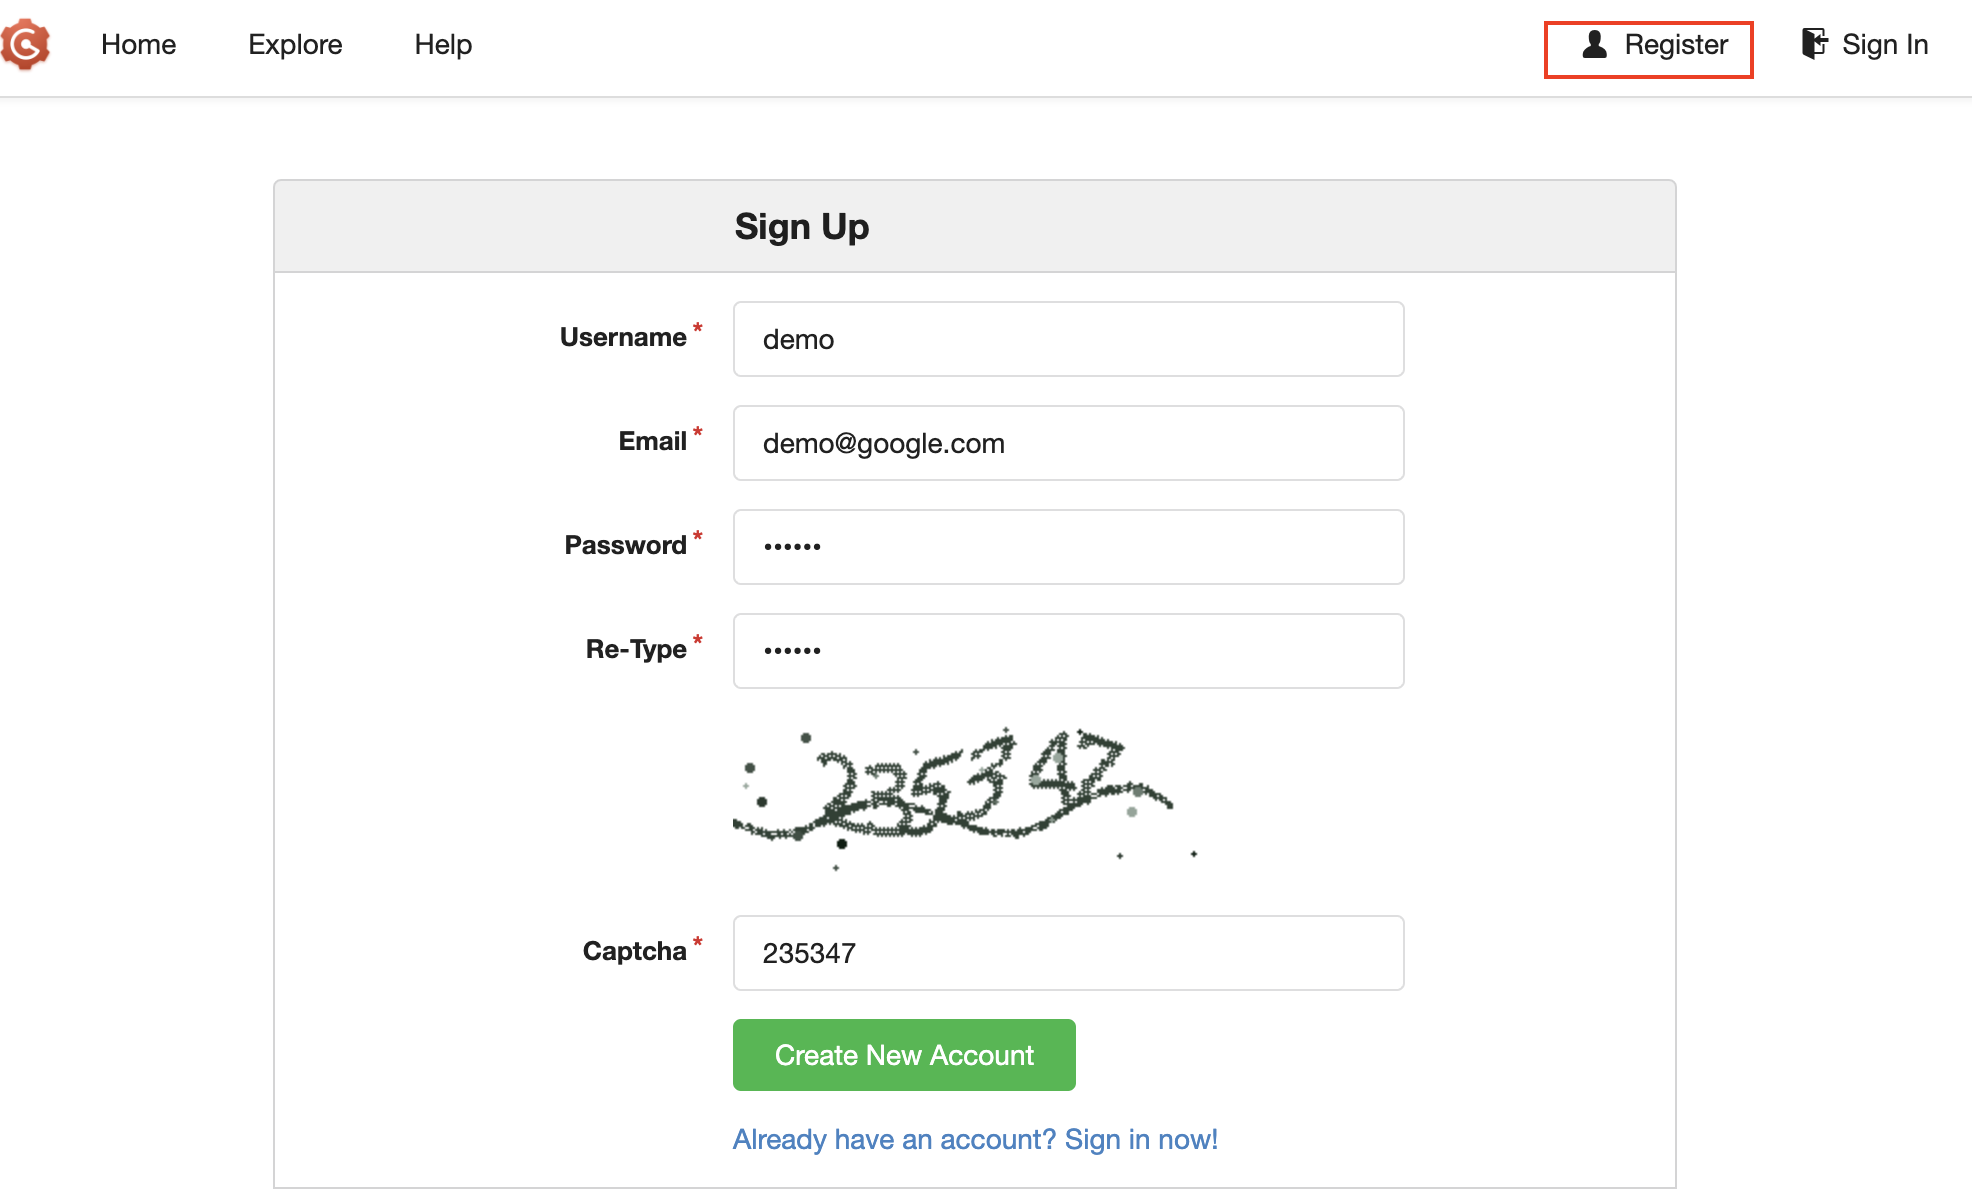 Home Explore Help Register Sign In
Sign Up
Username * demo
Email * demo@google.com
Password * ••••••
Re-Type * ••••••
235347
Captcha * 235347
Create New Account
Already have an account? Sign in now!